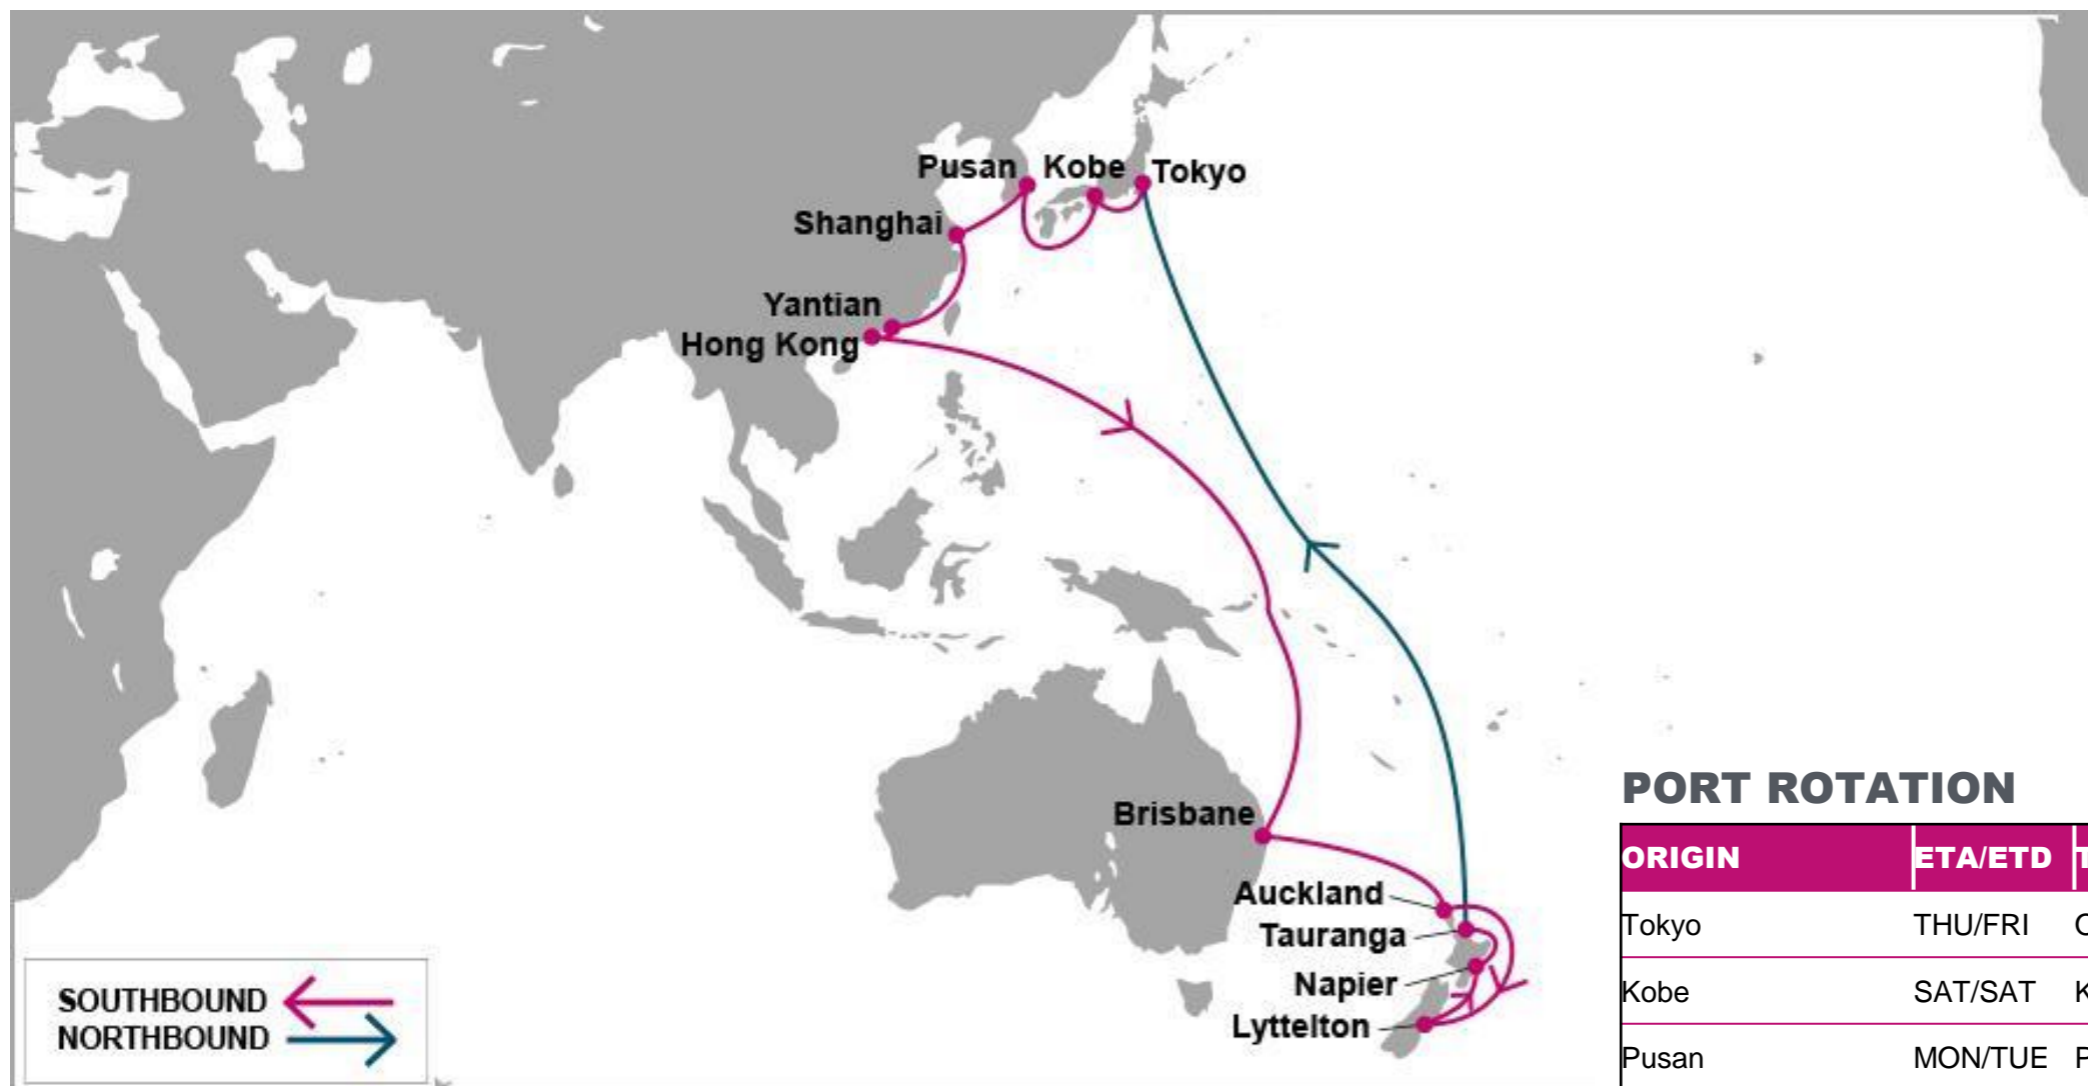 Pusan
Kobe
Tokyo
Shanghai
Yantian
Hong Kong
Brisbane
Auckland
Tauranga
Napier
Lyttelton
SOUTHBOUND
NORTHBOUND
PORT ROTATION
ORIGIN ETA/ETD
Tokyo THU/FRI
Kobe SAT/SAT
Pusan MON/TUE